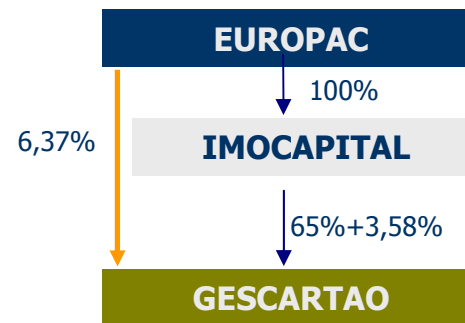 EUROPAC
100%
6,37%
IMOCAPITAL
65%+3,58%
GESCARTAO